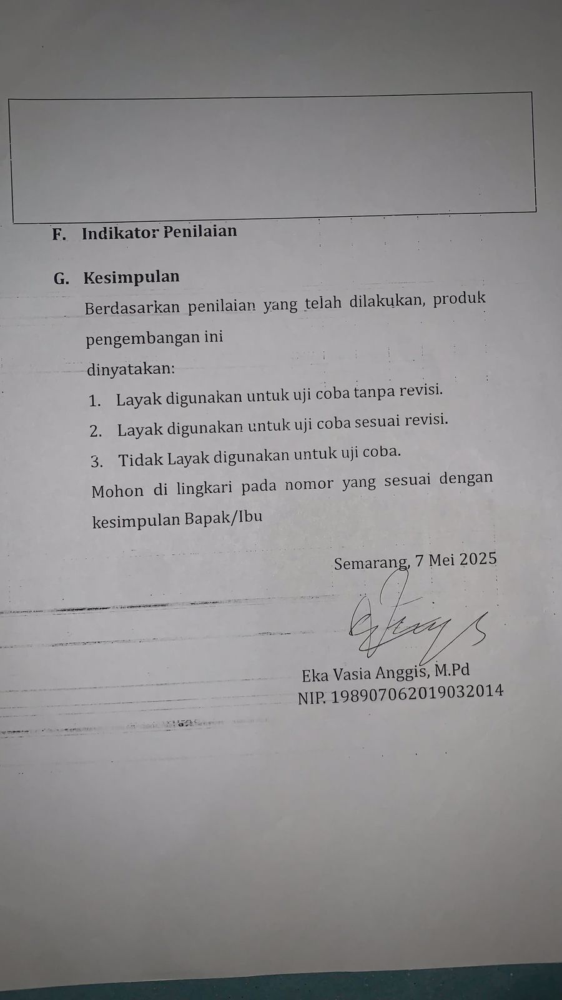 F. Indikator Penilaian
G. Kesimpulan
Berdasarkan penilaian yang telah dilakukan, produk
pengembangan ini
dinyatakan:
1. Layak digunakan untuk uji coba tanpa revisi.
2. Layak digunakan untuk uji coba sesuai revisi.
3. Tidak Layak digunakan untuk uji coba.
Mohon di lingkari pada nomor yang sesuai dengan
kesimpulan Bapak/Ibu
Semarang, 7 Mei 2025
Eka Vasia Anggis, M.Pd
NIP. 198907062019032014